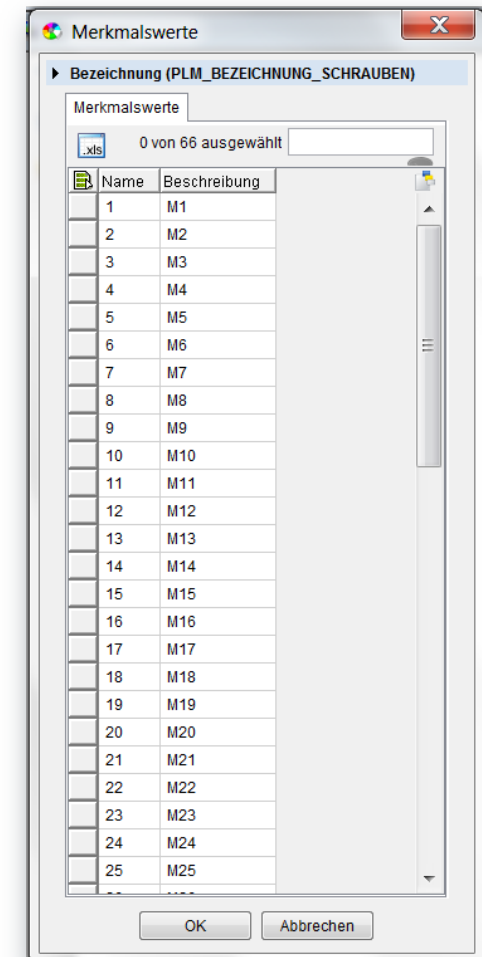 Merkmalswerte
Bezeichnung (PLM_BEZEICHNUNG_SCHRAUBEN)
Merkmalswerte
.xls 0 von 66 ausgewählt
Name Beschreibung
1 M1
2 M2
3 M3
4 M4
5 M5
6 M6
7 M7
8 M8
9 M9
10 M10
11 M11
12 M12
13 M13
14 M14
15 M15
16 M16
17 M17
18 M18
19 M19
20 M20
21 M21
22 M22
23 M23
24 M24
25 M25
OK Abbrechen